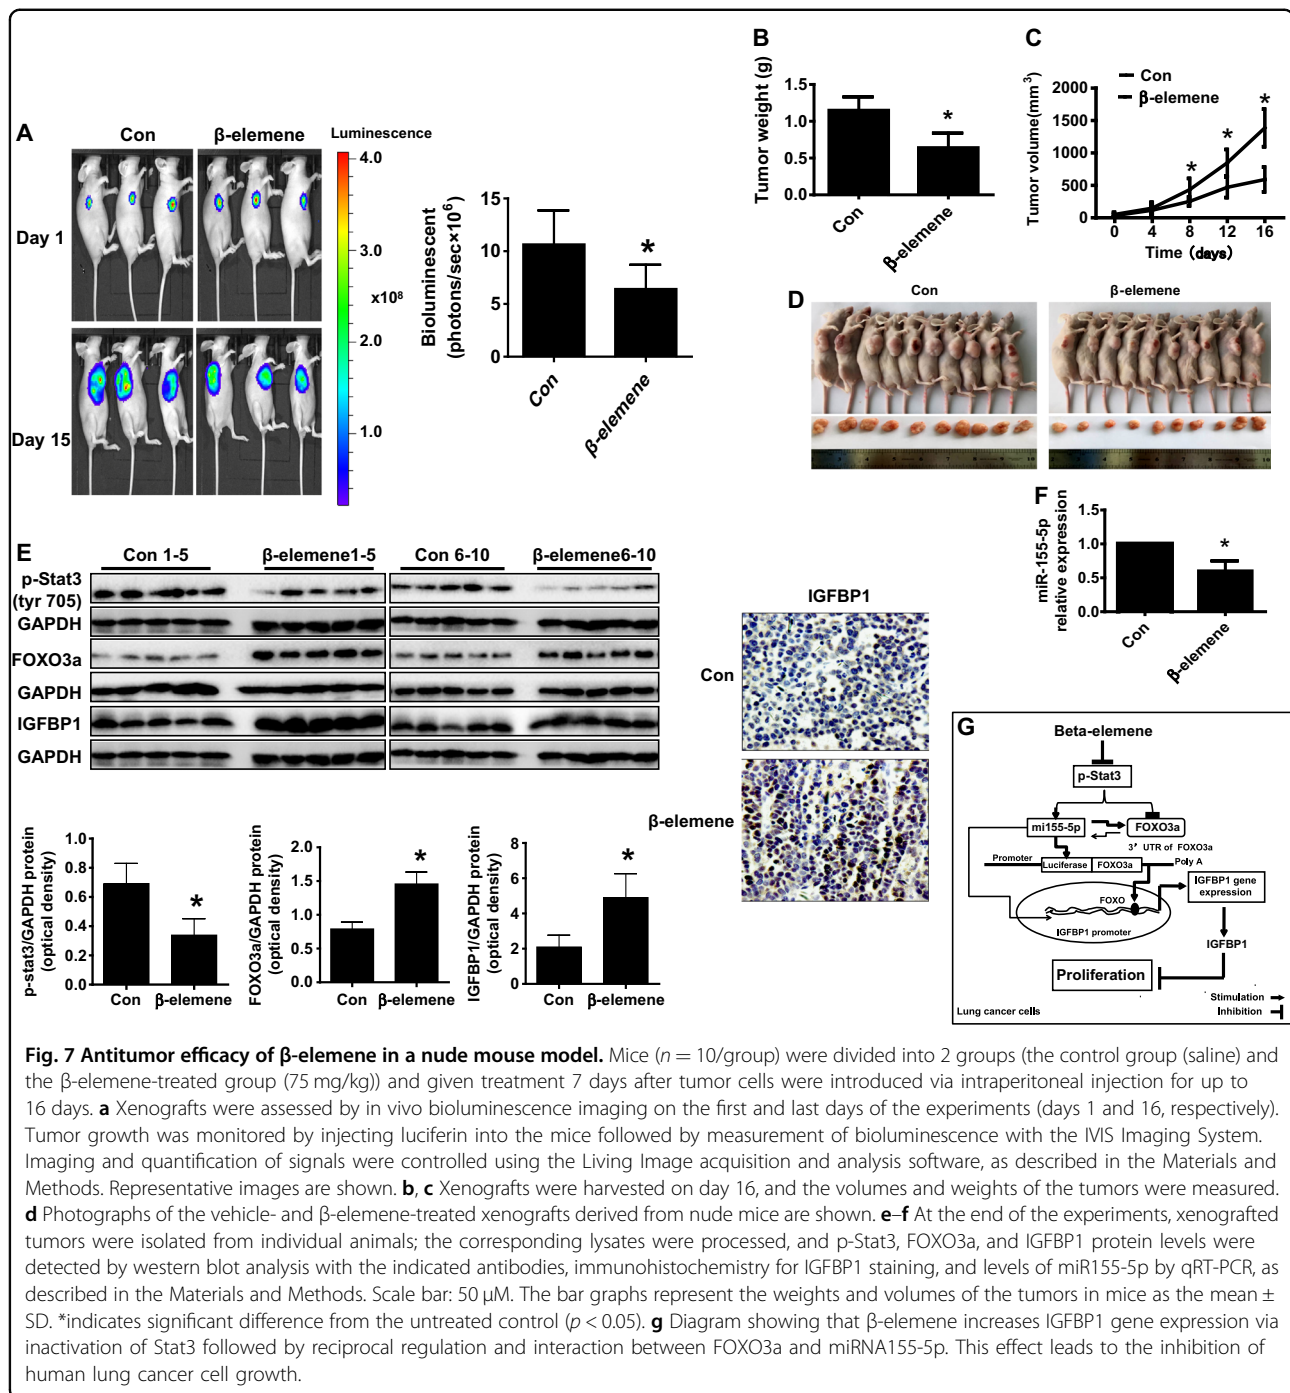 A
Con
β-elemene
Luminescence
4.0
3.0
x10⁸
2.0
1.0
Day 1
Day 15
Bioluminescent
(photons/sec×10⁶)
15
10
5
0
*
Con
β-elemene
B
Tumor weight (g)
1.5
1.0
0.5
0.0
*
Con
β-elemene
C
Con
β-elemene
Tumor volume(mm³)
2000
1500
1000
500
0
* * *
0 4 8 12 16
Time (days)
D
Con
β-elemene
E
Con 1-5
β-elemene1-5
Con 6-10
β-elemene6-10
p-Stat3
(tyr 705)
GAPDH
FOXO3a
GAPDH
IGFBP1
GAPDH
p-stat3/GAPDH protein
(optical density)
1.0
0.8
0.6
0.4
0.2
0.0
*
Con
β-elemene
FOXO3a/GAPDH protein
(optical density)
2.0
1.5
1.0
0.5
0.0
*
Con
β-elemene
IGFBP1/GAPDH protein
(optical density)
8
6
4
2
0
*
Con
β-elemene
IGFBP1
Con
β-elemene
F
miR-155-5p
relative expression
1.5
1.0
0.5
0.0
*
Con
β-elemene
G
Beta-elemene
p-Stat3
mi155-5p
FOXO3a
3' UTR of FOXO3a
Promoter
Luciferase
FOXO3a
Poly A
FOXO
IGFBP1 promoter
IGFBP1 gene
expression
IGFBP1
Proliferation
Stimulation
Inhibition
Lung cancer cells
Fig. 7 Antitumor efficacy of β-elemene in a nude mouse model. Mice (n = 10/group) were divided into 2 groups (the control group (saline) and
the β-elemene-treated group (75 mg/kg)) and given treatment 7 days after tumor cells were introduced via intraperitoneal injection for up to
16 days. a Xenografts were assessed by in vivo bioluminescence imaging on the first and last days of the experiments (days 1 and 16, respectively).
Tumor growth was monitored by injecting luciferin into the mice followed by measurement of bioluminescence with the IVIS Imaging System.
Imaging and quantification of signals were controlled using the Living Image acquisition and analysis software, as described in the Materials and
Methods. Representative images are shown. b, c Xenografts were harvested on day 16, and the volumes and weights of the tumors were measured.
d Photographs of the vehicle- and β-elemene-treated xenografts derived from nude mice are shown. e–f At the end of the experiments, xenografted
tumors were isolated from individual animals; the corresponding lysates were processed, and p-Stat3, FOXO3a, and IGFBP1 protein levels were
detected by western blot analysis with the indicated antibodies, immunohistochemistry for IGFBP1 staining, and levels of miR155-5p by qRT-PCR, as
described in the Materials and Methods. Scale bar: 50 μM. The bar graphs represent the weights and volumes of the tumors in mice as the mean ±
SD. *indicates significant difference from the untreated control (p < 0.05). g Diagram showing that β-elemene increases IGFBP1 gene expression via
inactivation of Stat3 followed by reciprocal regulation and interaction between FOXO3a and miRNA155-5p. This effect leads to the inhibition of
human lung cancer cell growth.